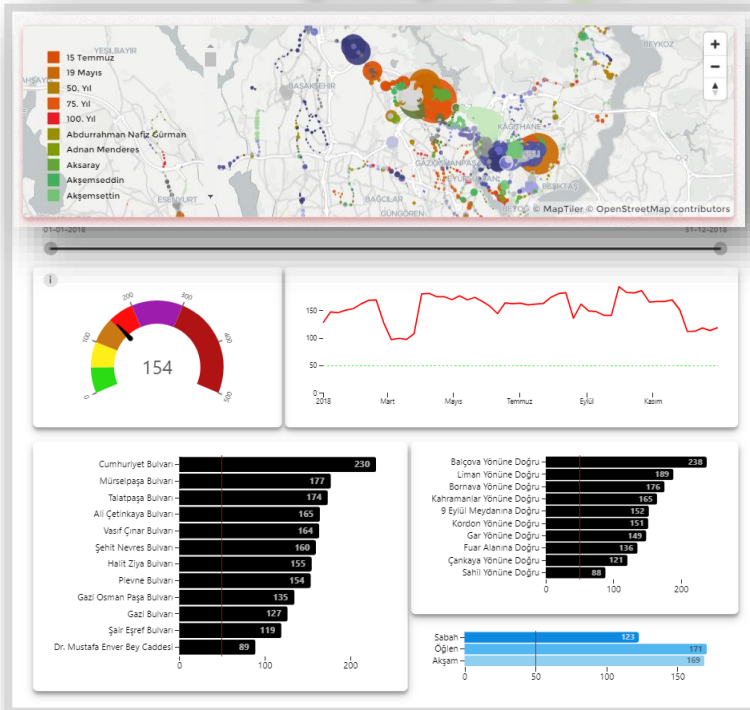 YEŞİLBAYIR
BEYKOZ
15 Temmuz
19 Mayıs
50. Yıl
75. Yıl
100. Yıl
Abdurrahman Nafiz Gürman
Adnan Menderes
Aksaray
Akşemseddin
Akşemsettin
BAŞAKŞEHİR
KAĞITHANE
GAZİOSMANPAŞA
BEŞİKTAŞ
ESENYURT
BAĞCILAR
GÜNGÖREN
O-2
+
−
© MapTiler © OpenStreetMap contributors
01-01-2018
31-12-2018
i
0
100
200
300
400
500
154
150
100
50
0
2018 Mart Mayıs Temmuz Eylül Kasım
Cumhuriyet Bulvarı 230
Mürselpaşa Bulvarı 177
Talatpaşa Bulvarı 174
Ali Çetinkaya Bulvarı 165
Vasıf Çınar Bulvarı 164
Şehit Nevres Bulvarı 160
Halit Ziya Bulvarı 155
Plevne Bulvarı 154
Gazi Osman Paşa Bulvarı 135
Gazi Bulvarı 127
Şair Eşref Bulvarı 119
Dr. Mustafa Enver Bey Caddesi 89
0 100 200
Balçova Yönüne Doğru 238
Liman Yönüne Doğru 189
Bornava Yönüne Doğru 176
Kahramanlar Yönüne Doğru 165
9 Eylül Meydanına Doğru 152
Kordon Yönüne Doğru 151
Gar Yönüne Doğru 149
Fuar Alanına Doğru 136
Çankaya Yönüne Doğru 121
Sahil Yönüne Doğru 88
0 100 200
Sabah 123
Öğlen 171
Akşam 169
0 50 100 150